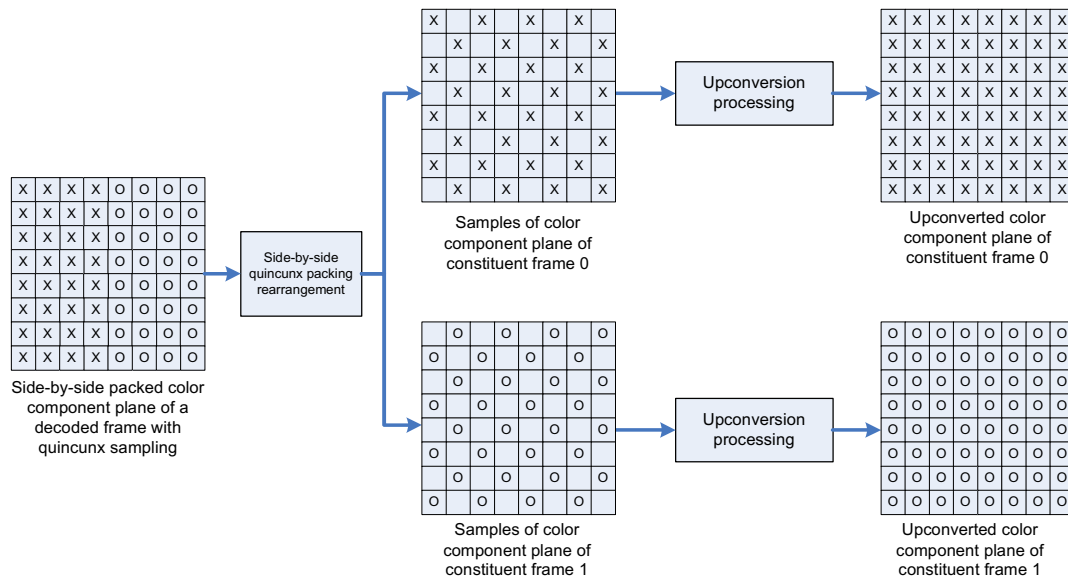 X X X X O O O O
X X X X O O O O
X X X X O O O O
X X X X O O O O
X X X X O O O O
X X X X O O O O
X X X X O O O O
X X X X O O O O
Side-by-side packed color
component plane of a
decoded frame with
quincunx sampling
Side-by-side
quincunx packing
rearrangement
X X X X
X X X X
X X X X
X X X X
X X X X
X X X X
X X X X
X X X X
Samples of color
component plane of
constituent frame 0
Upconversion
processing
X X X X X X X X
X X X X X X X X
X X X X X X X X
X X X X X X X X
X X X X X X X X
X X X X X X X X
X X X X X X X X
X X X X X X X X
Upconverted color
component plane of
constituent frame 0
O O O O
O O O O
O O O O
O O O O
O O O O
O O O O
O O O O
O O O O
Samples of color
component plane of
constituent frame 1
Upconversion
processing
O O O O O O O O
O O O O O O O O
O O O O O O O O
O O O O O O O O
O O O O O O O O
O O O O O O O O
O O O O O O O O
O O O O O O O O
Upconverted color
component plane of
constituent frame 1